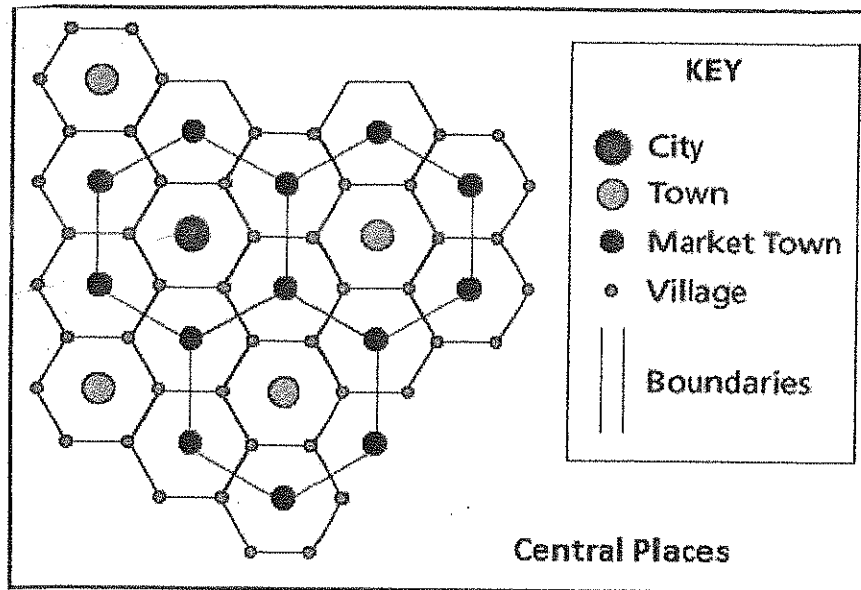 KEY
City
Town
Market Town
Village
Boundaries
Central Places